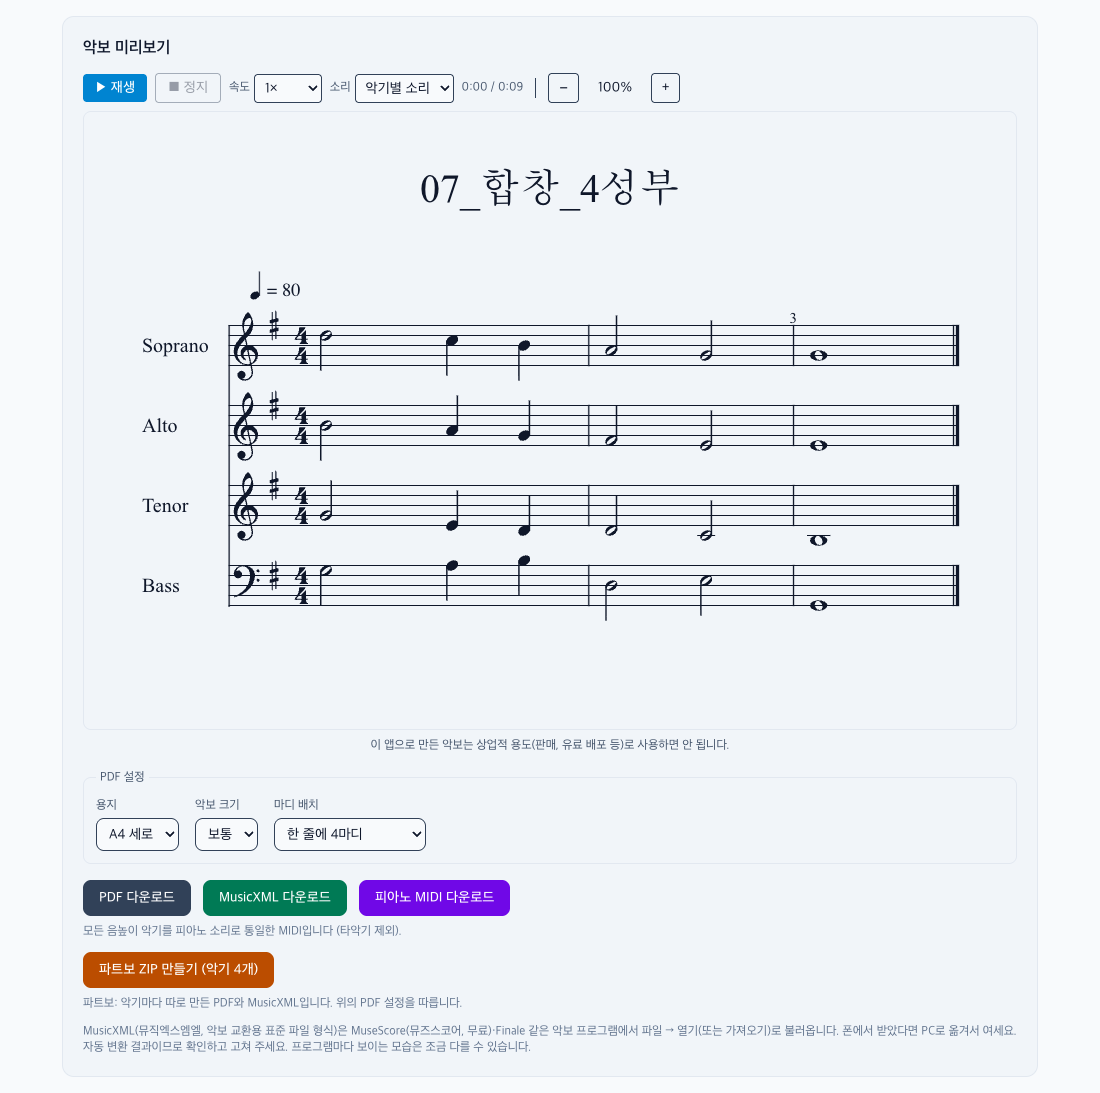 악보 미리보기
▶ 재생 ■ 정지 속도 1× 소리 악기별 소리 0:00 / 0:09 − 100% +
07_합창_4성부
= 80
3
Soprano
Alto
Tenor
Bass
이 앱으로 만든 악보는 상업적 용도(판매, 유료 배포 등)로 사용하면 안 됩니다.
PDF 설정
용지 악보 크기 마디 배치
A4 세로 보통 한 줄에 4마디
PDF 다운로드 MusicXML 다운로드 피아노 MIDI 다운로드
모든 음높이 악기를 피아노 소리로 통일한 MIDI입니다 (타악기 제외).
파트보 ZIP 만들기 (악기 4개)
파트보: 악기마다 따로 만든 PDF와 MusicXML입니다. 위의 PDF 설정을 따릅니다.
MusicXML(뮤직엑스엠엘, 악보 교환용 표준 파일 형식)은 MuseScore(뮤즈스코어, 무료)·Finale 같은 악보 프로그램에서 파일 → 열기(또는 가져오기)로 불러옵니다. 폰에서 받았다면 PC로 옮겨서 여세요.
자동 변환 결과이므로 확인하고 고쳐 주세요. 프로그램마다 보이는 모습은 조금 다를 수 있습니다.